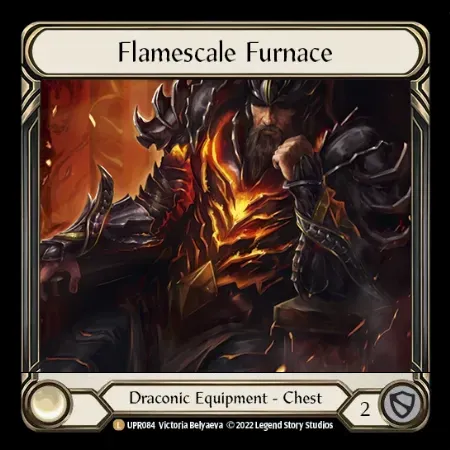 Flamescale Furnace
Draconic Equipment - Chest
2
L UPR084 Victoria Belyaeva ©2022 Legend Story Studios